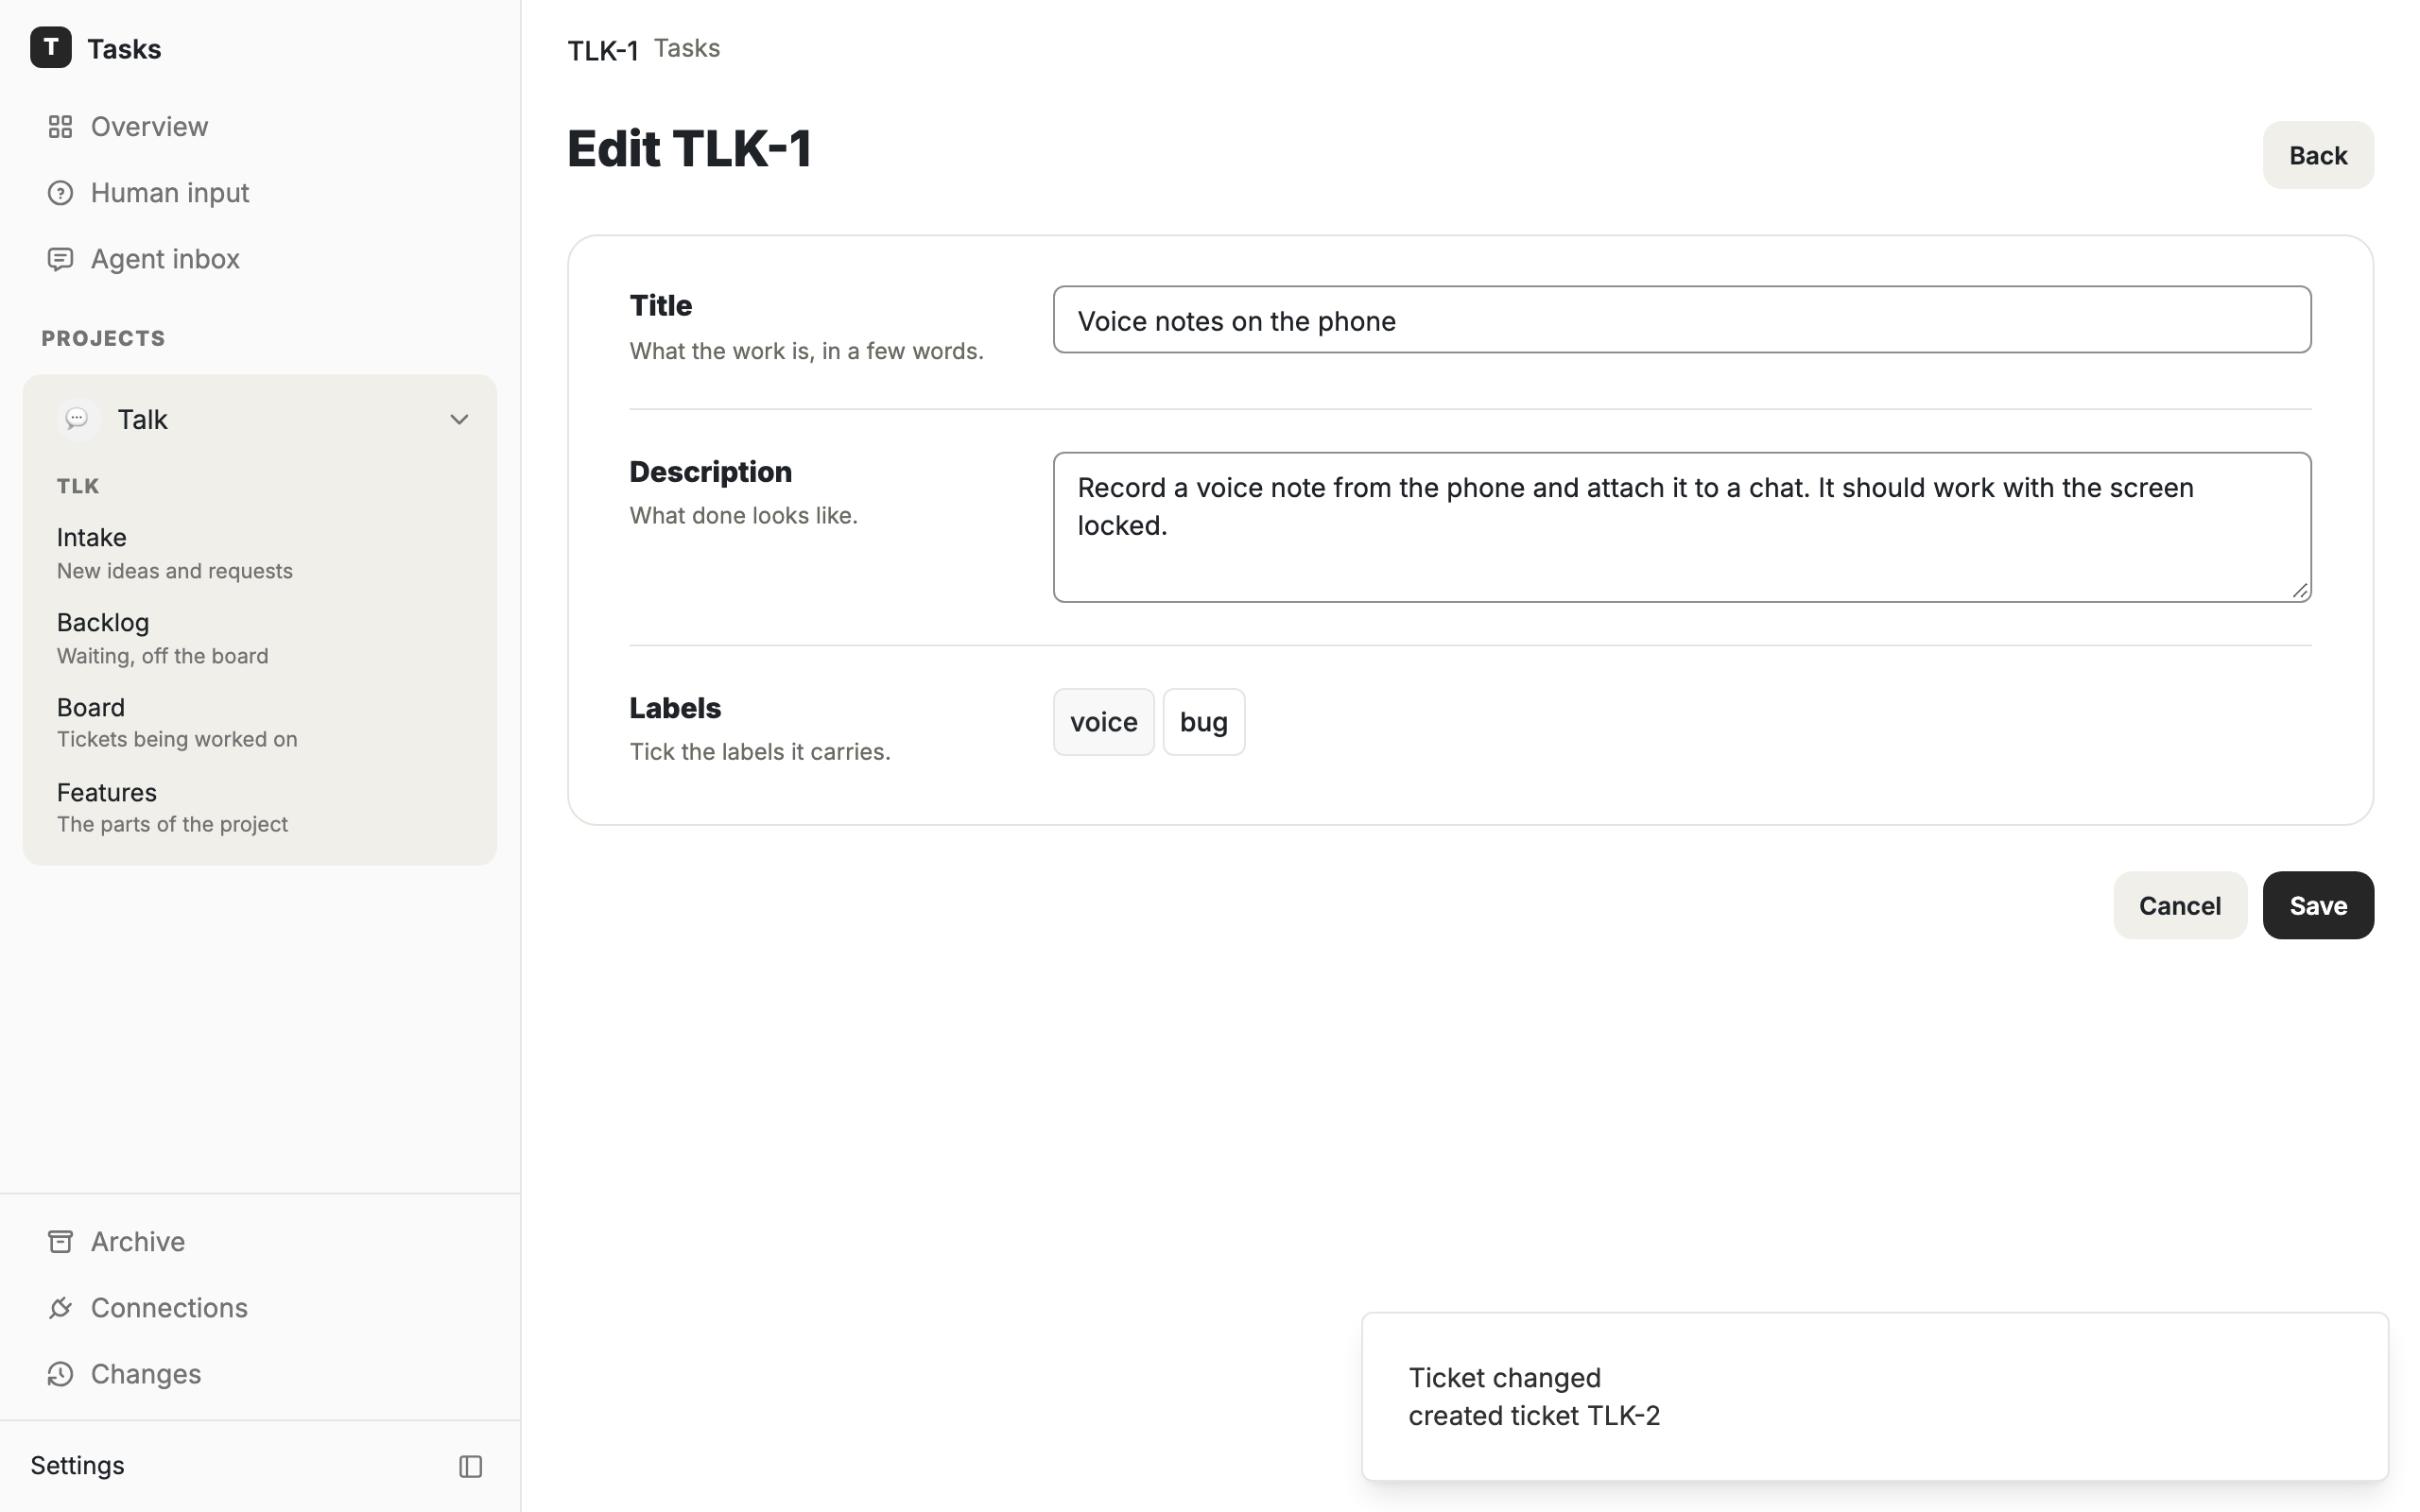 T Tasks
Overview
Human input
Agent inbox
PROJECTS
Talk
TLK
Intake
New ideas and requests
Backlog
Waiting, off the board
Board
Tickets being worked on
Features
The parts of the project
Archive
Connections
Changes
Settings
TLK-1 Tasks
Edit TLK-1
Back
Title
What the work is, in a few words.
Voice notes on the phone
Description
What done looks like.
Record a voice note from the phone and attach it to a chat. It should work with the screen
locked.
Labels
Tick the labels it carries.
voice bug
Cancel Save
Ticket changed
created ticket TLK-2